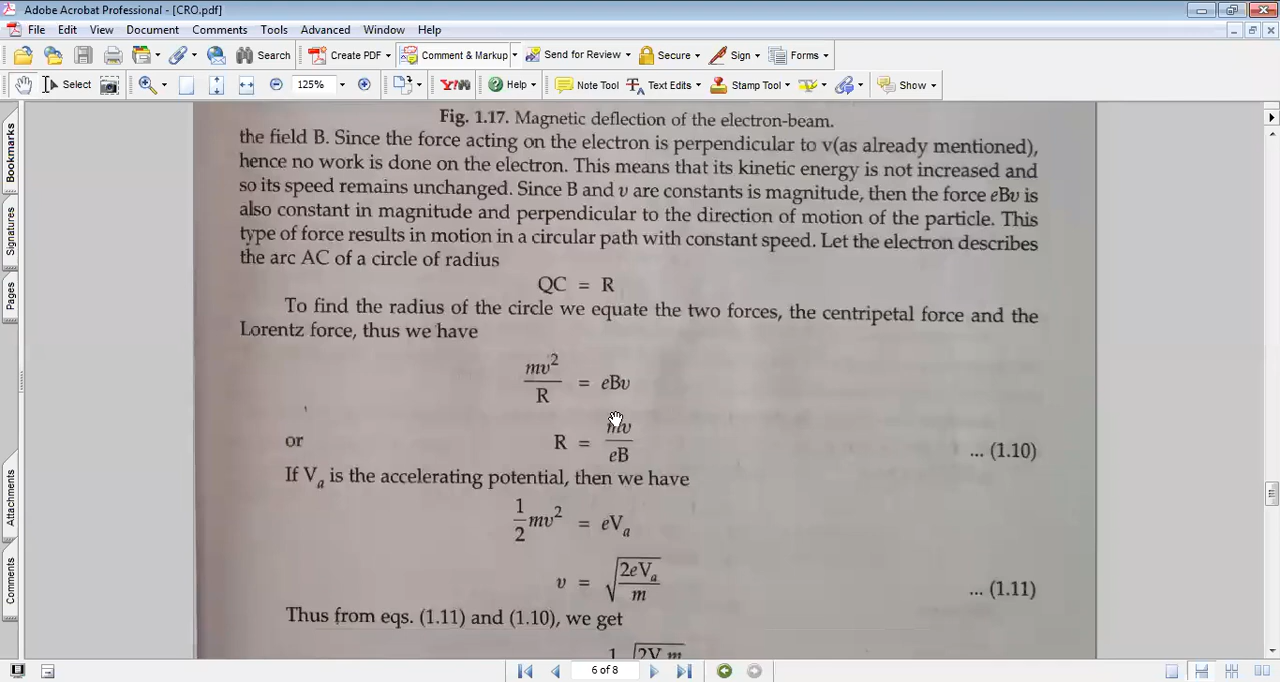 Adobe Acrobat Professional - [CRO.pdf]
File Edit View Document Comments Tools Advanced Window Help
Search Create PDF Comment & Markup Send for Review Secure Sign Forms
Select 125% Y! Help Note Tool Text Edits Stamp Tool Show
Bookmarks
Signatures
Pages
Attachments
Comments
Fig. 1.17. Magnetic deflection of the electron-beam.
the field B. Since the force acting on the electron is perpendicular to v(as already mentioned),
hence no work is done on the electron. This means that its kinetic energy is not increased and
so its speed remains unchanged. Since B and υ are constants is magnitude, then the force eBυ is
also constant in magnitude and perpendicular to the direction of motion of the particle. This
type of force results in motion in a circular path with constant speed. Let the electron describes
the arc AC of a circle of radius
QC = R
To find the radius of the circle we equate the two forces, the centripetal force and the
Lorentz force, thus we have
mυ²/R = eBυ
or R = mυ/eB ... (1.10)
If Vₐ is the accelerating potential, then we have
1/2 mυ² = eVₐ
υ = √(2eVₐ/m) ... (1.11)
Thus from eqs. (1.11) and (1.10), we get
6 of 8